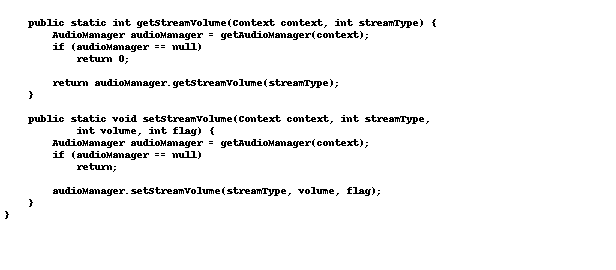 public static int getStreamVolume(Context context, int streamType) {
AudioManager audioManager = getAudioManager(context);
if (audioManager == null)
return 0;
return audioManager.getStreamVolume(streamType);
}
public static void setStreamVolume(Context context, int streamType,
int volume, int flag) {
AudioManager audioManager = getAudioManager(context);
if (audioManager == null)
return;
audioManager.setStreamVolume(streamType, volume, flag);
}
}